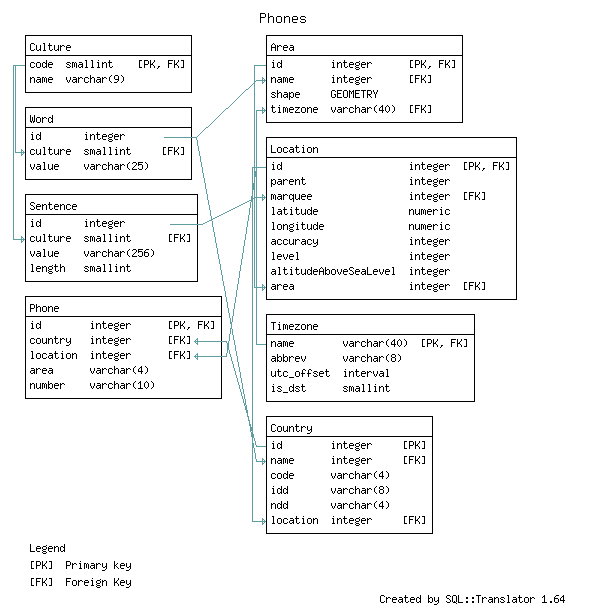 Phones
Culture
code smallint [PK, FK]
name varchar(9)
Word
id integer
culture smallint [FK]
value varchar(25)
Sentence
id integer
culture smallint [FK]
value varchar(256)
length smallint
Phone
id integer [PK, FK]
country integer [FK]
location integer [FK]
area varchar(4)
number varchar(10)
Area
id integer [PK, FK]
name integer [FK]
shape GEOMETRY
timezone varchar(40) [FK]
Location
id integer [PK, FK]
parent integer
marquee integer [FK]
latitude numeric
longitude numeric
accuracy integer
level integer
altitudeAboveSeaLevel integer
area integer [FK]
Timezone
name varchar(40) [PK, FK]
abbrev varchar(8)
utc_offset interval
is_dst smallint
Country
id integer [PK]
name integer [FK]
code varchar(4)
idd varchar(8)
ndd varchar(4)
location integer [FK]
Legend
[PK] Primary key
[FK] Foreign Key
Created by SQL::Translator 1.64